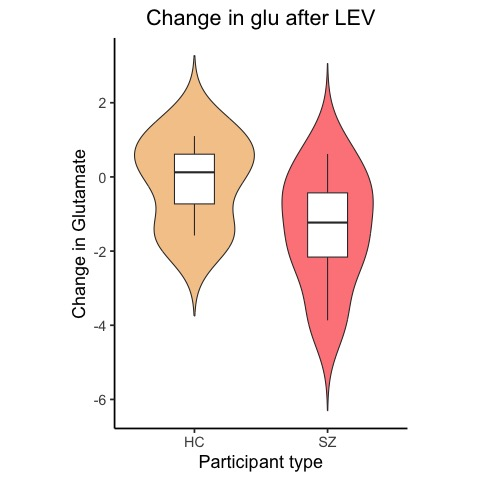 Change in glu after LEV
Change in Glutamate
2
0
-2
-4
-6
HC
SZ
Participant type